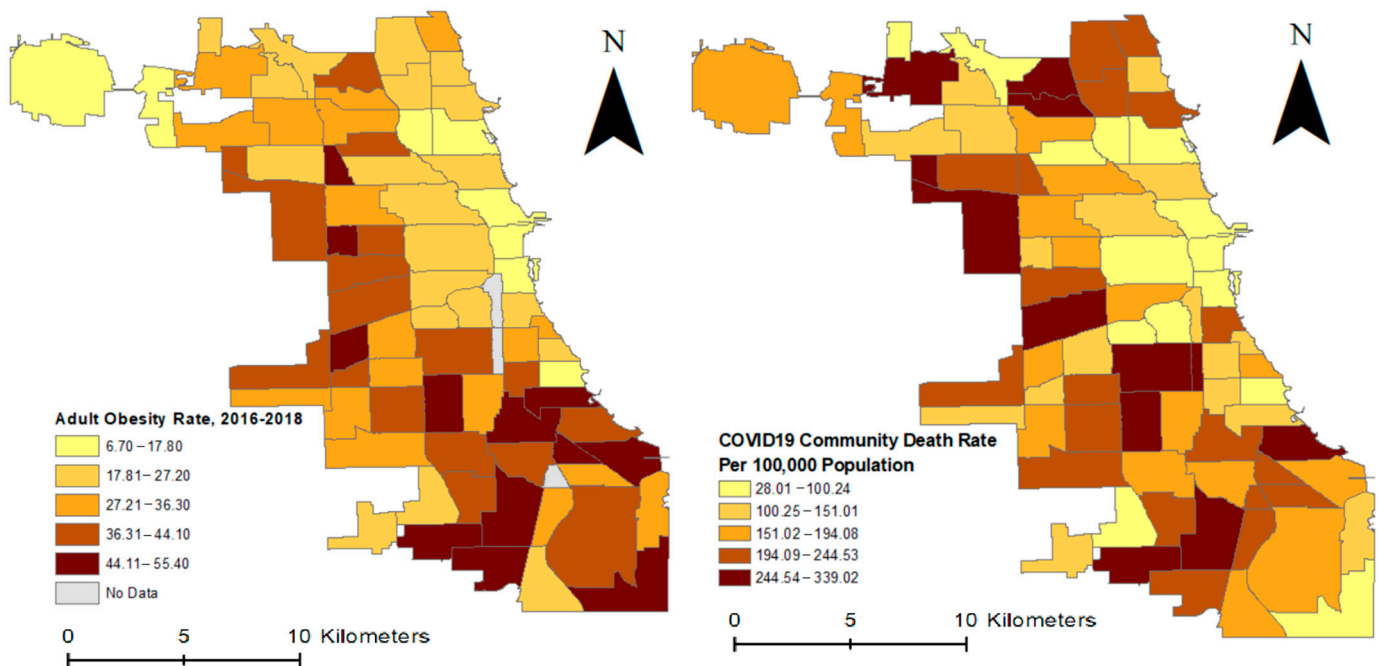 N
Adult Obesity Rate, 2016-2018
6.70 – 17.80
17.81 – 27.20
27.21 – 36.30
36.31 – 44.10
44.11 – 55.40
No Data
0 5 10 Kilometers
N
COVID19 Community Death Rate
Per 100,000 Population
28.01 – 100.24
100.25 – 151.01
151.02 – 194.08
194.09 – 244.53
244.54 – 339.02
0 5 10 Kilometers